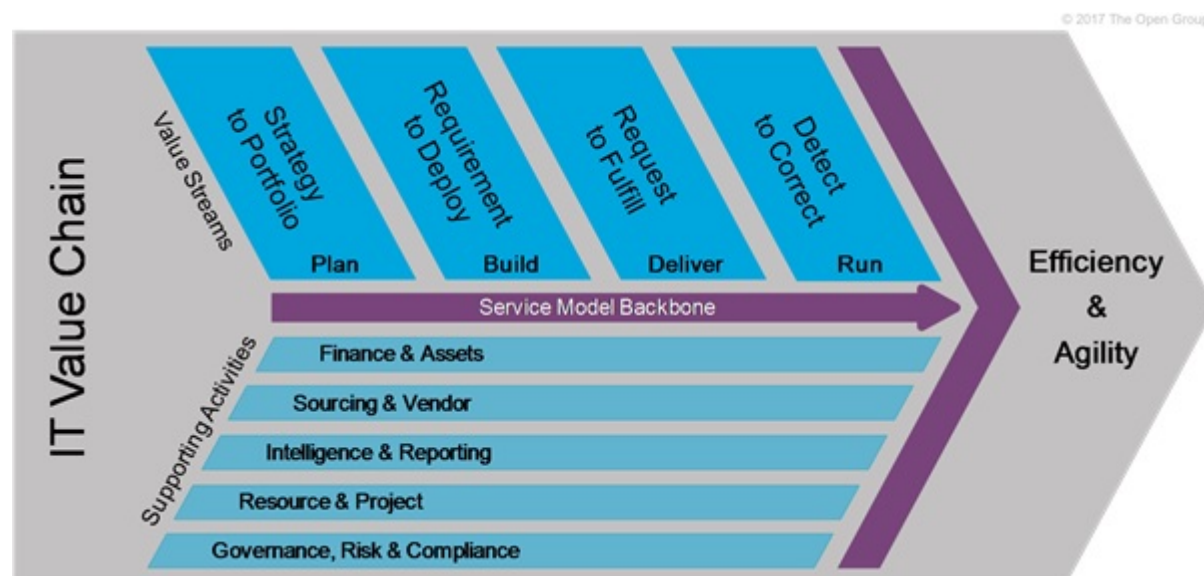 © 2017 The Open Group
IT Value Chain
Value Streams
Strategy
to Portfolio
Plan
Requirement
to Deploy
Build
Request
to Fulfill
Deliver
Detect
to Correct
Run
Service Model Backbone
Supporting Activities
Finance & Assets
Sourcing & Vendor
Intelligence & Reporting
Resource & Project
Governance, Risk & Compliance
Efficiency
&
Agility